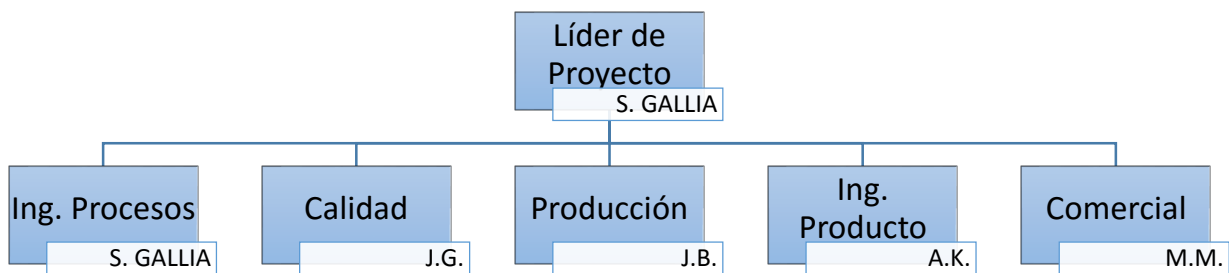 Líder de
Proyecto
S. GALLIA
Ing. Procesos
S. GALLIA
Calidad
J.G.
Producción
J.B.
Ing.
Producto
A.K.
Comercial
M.M.